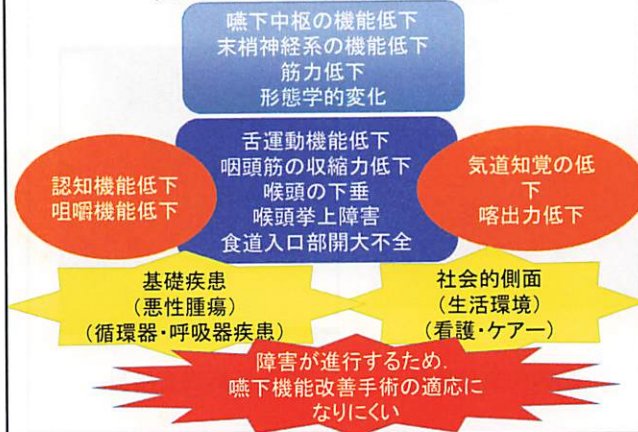 嚥下中枢の機能低下
末梢神経系の機能低下
筋力低下
形態学的変化
舌運動機能低下
咽頭筋の収縮力低下
喉頭の下垂
喉頭挙上障害
食道入口部開大不全
認知機能低下
咀嚼機能低下
気道知覚の低
下
喀出力低下
基礎疾患
(悪性腫瘍)
(循環器・呼吸器疾患)
社会的側面
(生活環境)
(看護・ケアー)
障害が進行するため.
嚥下機能改善手術の適応に
なりにくい